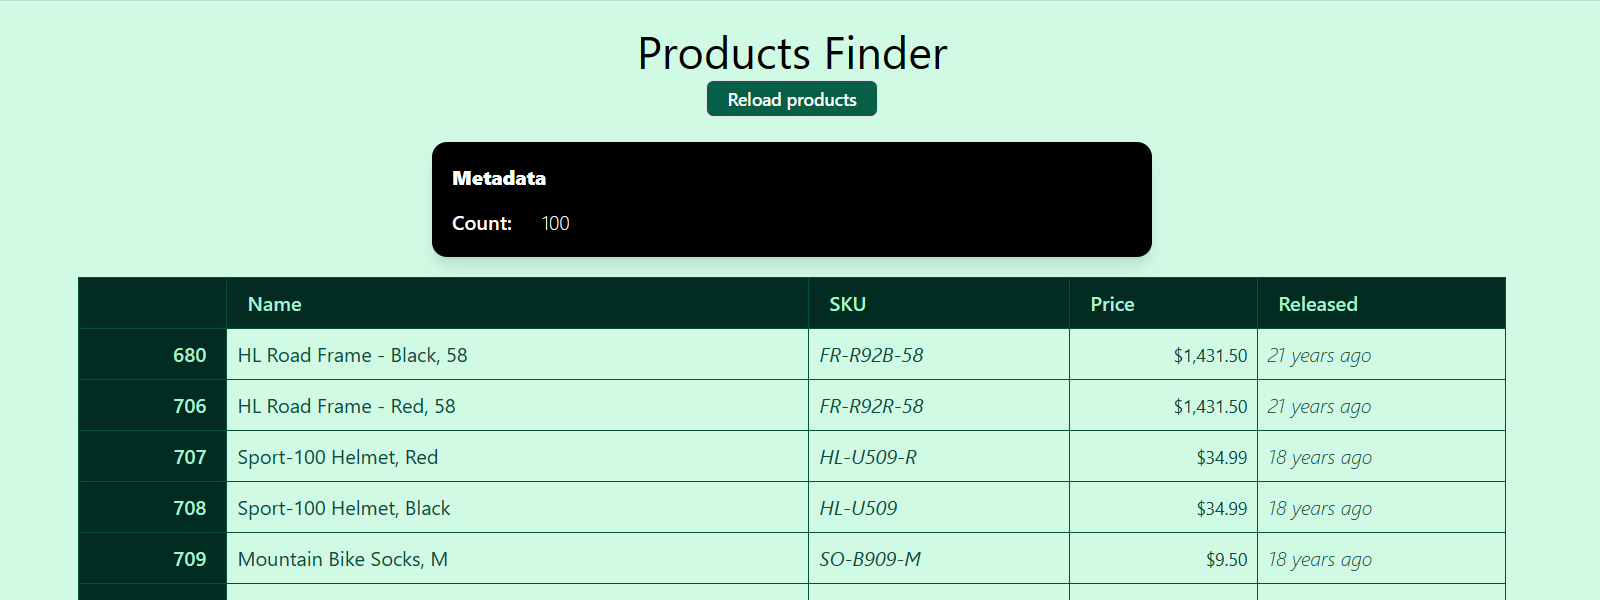 Products Finder
Reload products
Metadata
Count: 100
Name SKU Price Released
680 HL Road Frame - Black, 58 FR-R92B-58 $1,431.50 21 years ago
706 HL Road Frame - Red, 58 FR-R92R-58 $1,431.50 21 years ago
707 Sport-100 Helmet, Red HL-U509-R $34.99 18 years ago
708 Sport-100 Helmet, Black HL-U509 $34.99 18 years ago
709 Mountain Bike Socks, M SO-B909-M $9.50 18 years ago